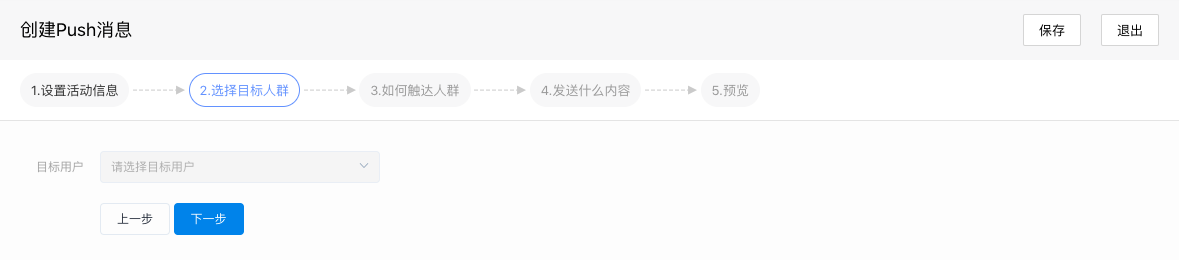 创建Push消息
保存
退出
1.设置活动信息
2.选择目标人群
3.如何触达人群
4.发送什么内容
5.预览
目标用户
请选择目标用户
上一步
下一步